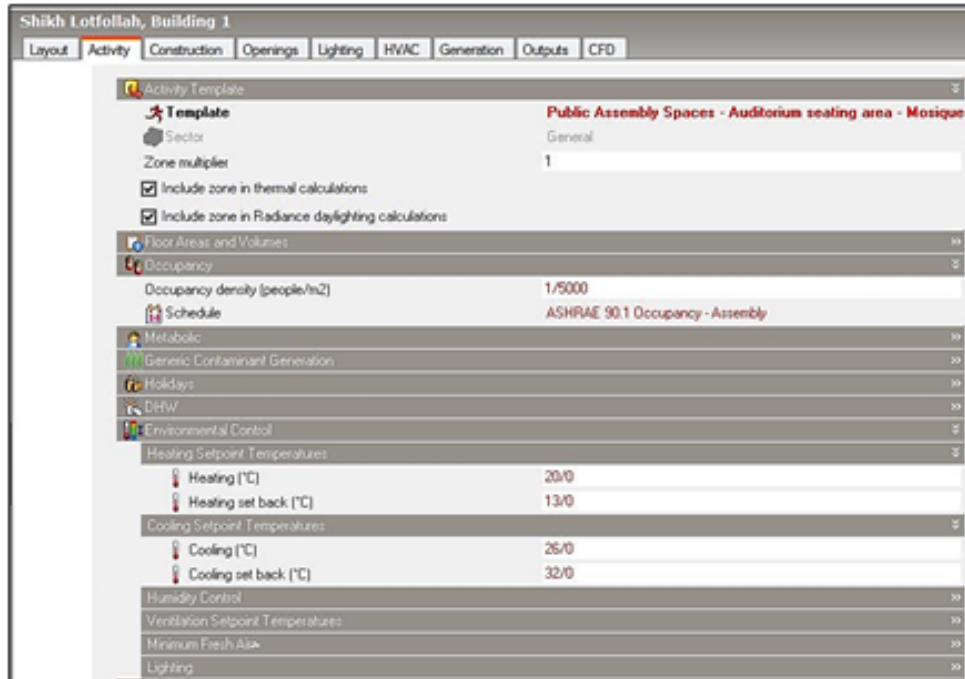 Shikh Lotfollah, Building 1
Layout Activity Construction Openings Lighting HVAC Generation Outputs CFD
Activity Template
Template Public Assembly Spaces - Auditorium seating area - Mosique
Sector General
Zone multiplier 1
Include zone in thermal calculations
Include zone in Radiance daylighting calculations
Floor Areas and Volumes
Occupancy
Occupancy density (people/m2) 1/5000
Schedule ASHRAE 90.1 Occupancy - Assembly
Metabolic
Generic Contaminant Generation
Holidays
DHW
Environmental Control
Heating Setpoint Temperatures
Heating (°C) 20/0
Heating set back (°C) 13/0
Cooling Setpoint Temperatures
Cooling (°C) 26/0
Cooling set back (°C) 32/0
Humidity Control
Ventilation Setpoint Temperatures
Minimum Fresh Air
Lighting